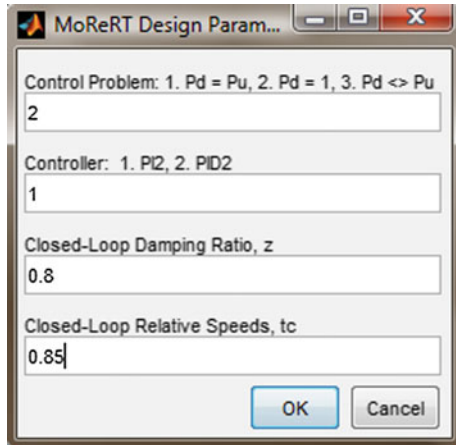 MoReRT Design Param...
Control Problem: 1. Pd = Pu, 2. Pd = 1, 3. Pd <> Pu
2
Controller: 1. PI2, 2. PID2
1
Closed-Loop Damping Ratio, z
0.8
Closed-Loop Relative Speeds, tc
0.85
OK
Cancel